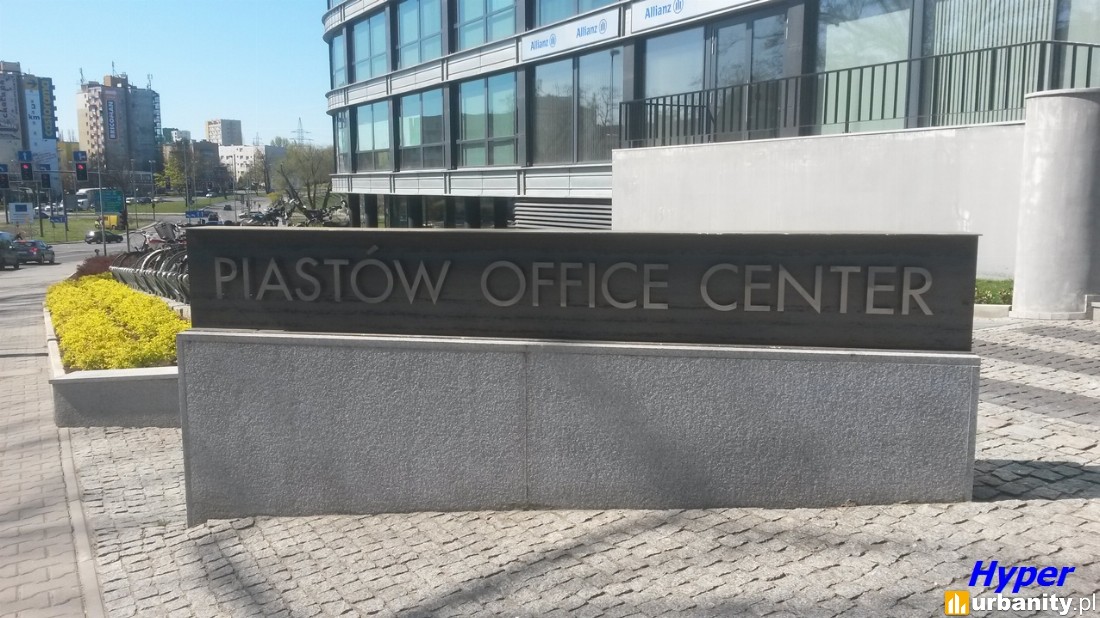 Allianz
Allianz
Allianz
PIASTÓW OFFICE CENTER
Hyper
urbanity.pl